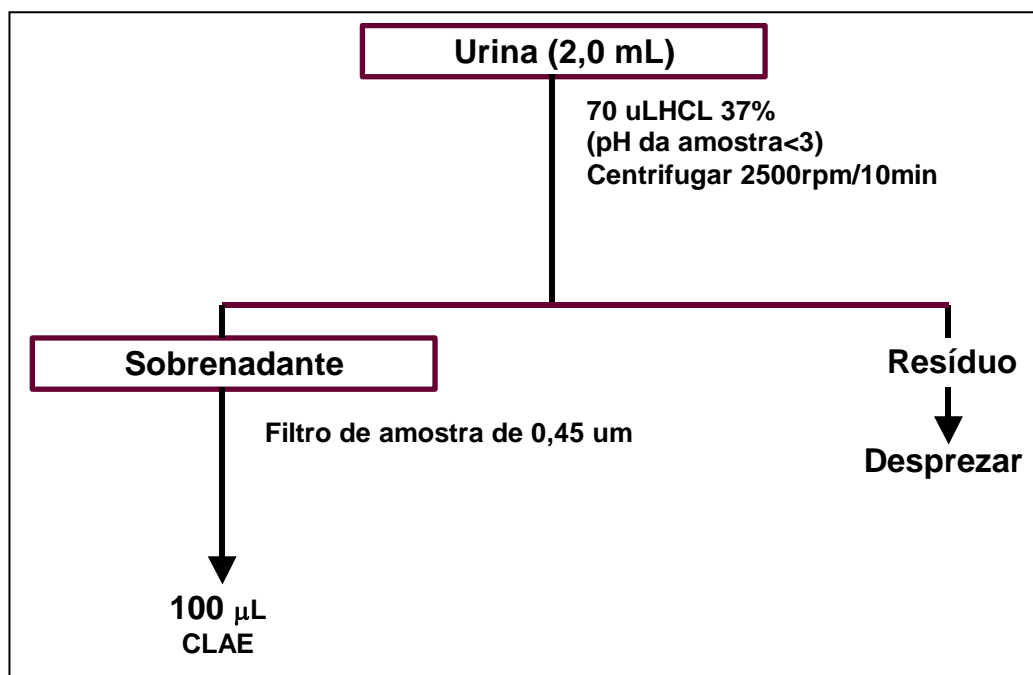 Urina (2,0 mL)
70 uLHCL 37%
(pH da amostra<3)
Centrifugar 2500rpm/10min
Sobrenadante
Resíduo
Filtro de amostra de 0,45 um
Desprezar
100 μL
CLAE